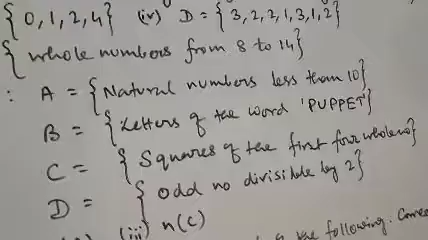 {0, 1, 2, 4} (iv) D = {3, 2, 2, 1, 3, 1, 2}
{whole numbers from 8 to 14}
: A = {Natural numbers less than 10}
B = {Letters of the word 'PUPPET}
C = {Squares of the first four whole no}
D = {Odd no divisible by 2}
(iii) n(c)
the following.